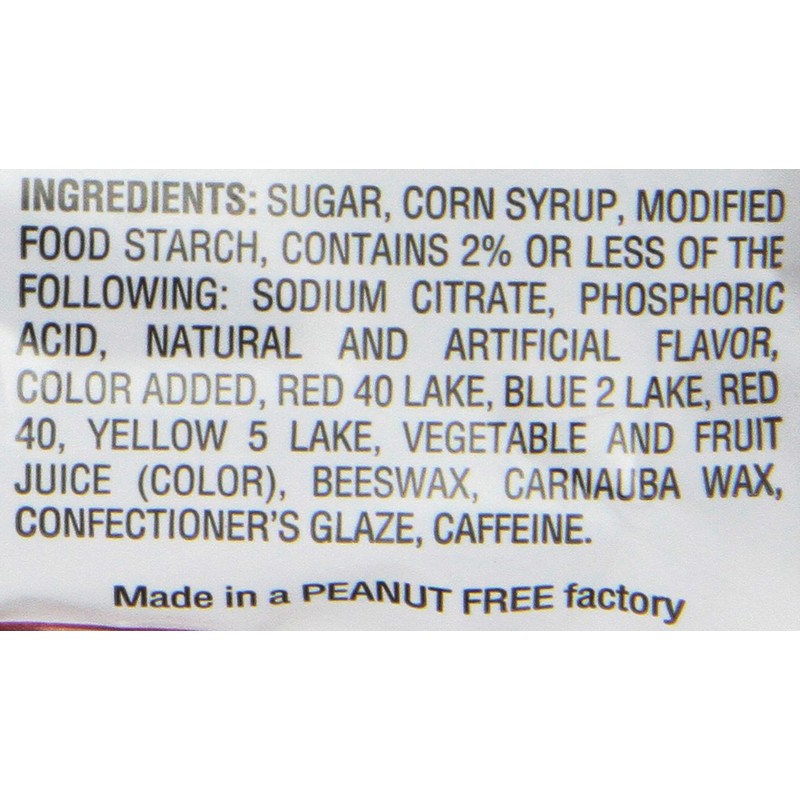 INGREDIENTS: SUGAR, CORN SYRUP, MODIFIED
FOOD STARCH, CONTAINS 2% OR LESS OF THE
FOLLOWING: SODIUM CITRATE, PHOSPHORIC
ACID, NATURAL AND ARTIFICIAL FLAVOR,
COLOR ADDED, RED 40 LAKE, BLUE 2 LAKE, RED
40, YELLOW 5 LAKE, VEGETABLE AND FRUIT
JUICE (COLOR), BEESWAX, CARNAUBA WAX,
CONFECTIONER'S GLAZE, CAFFEINE.
Made in a PEANUT FREE factory